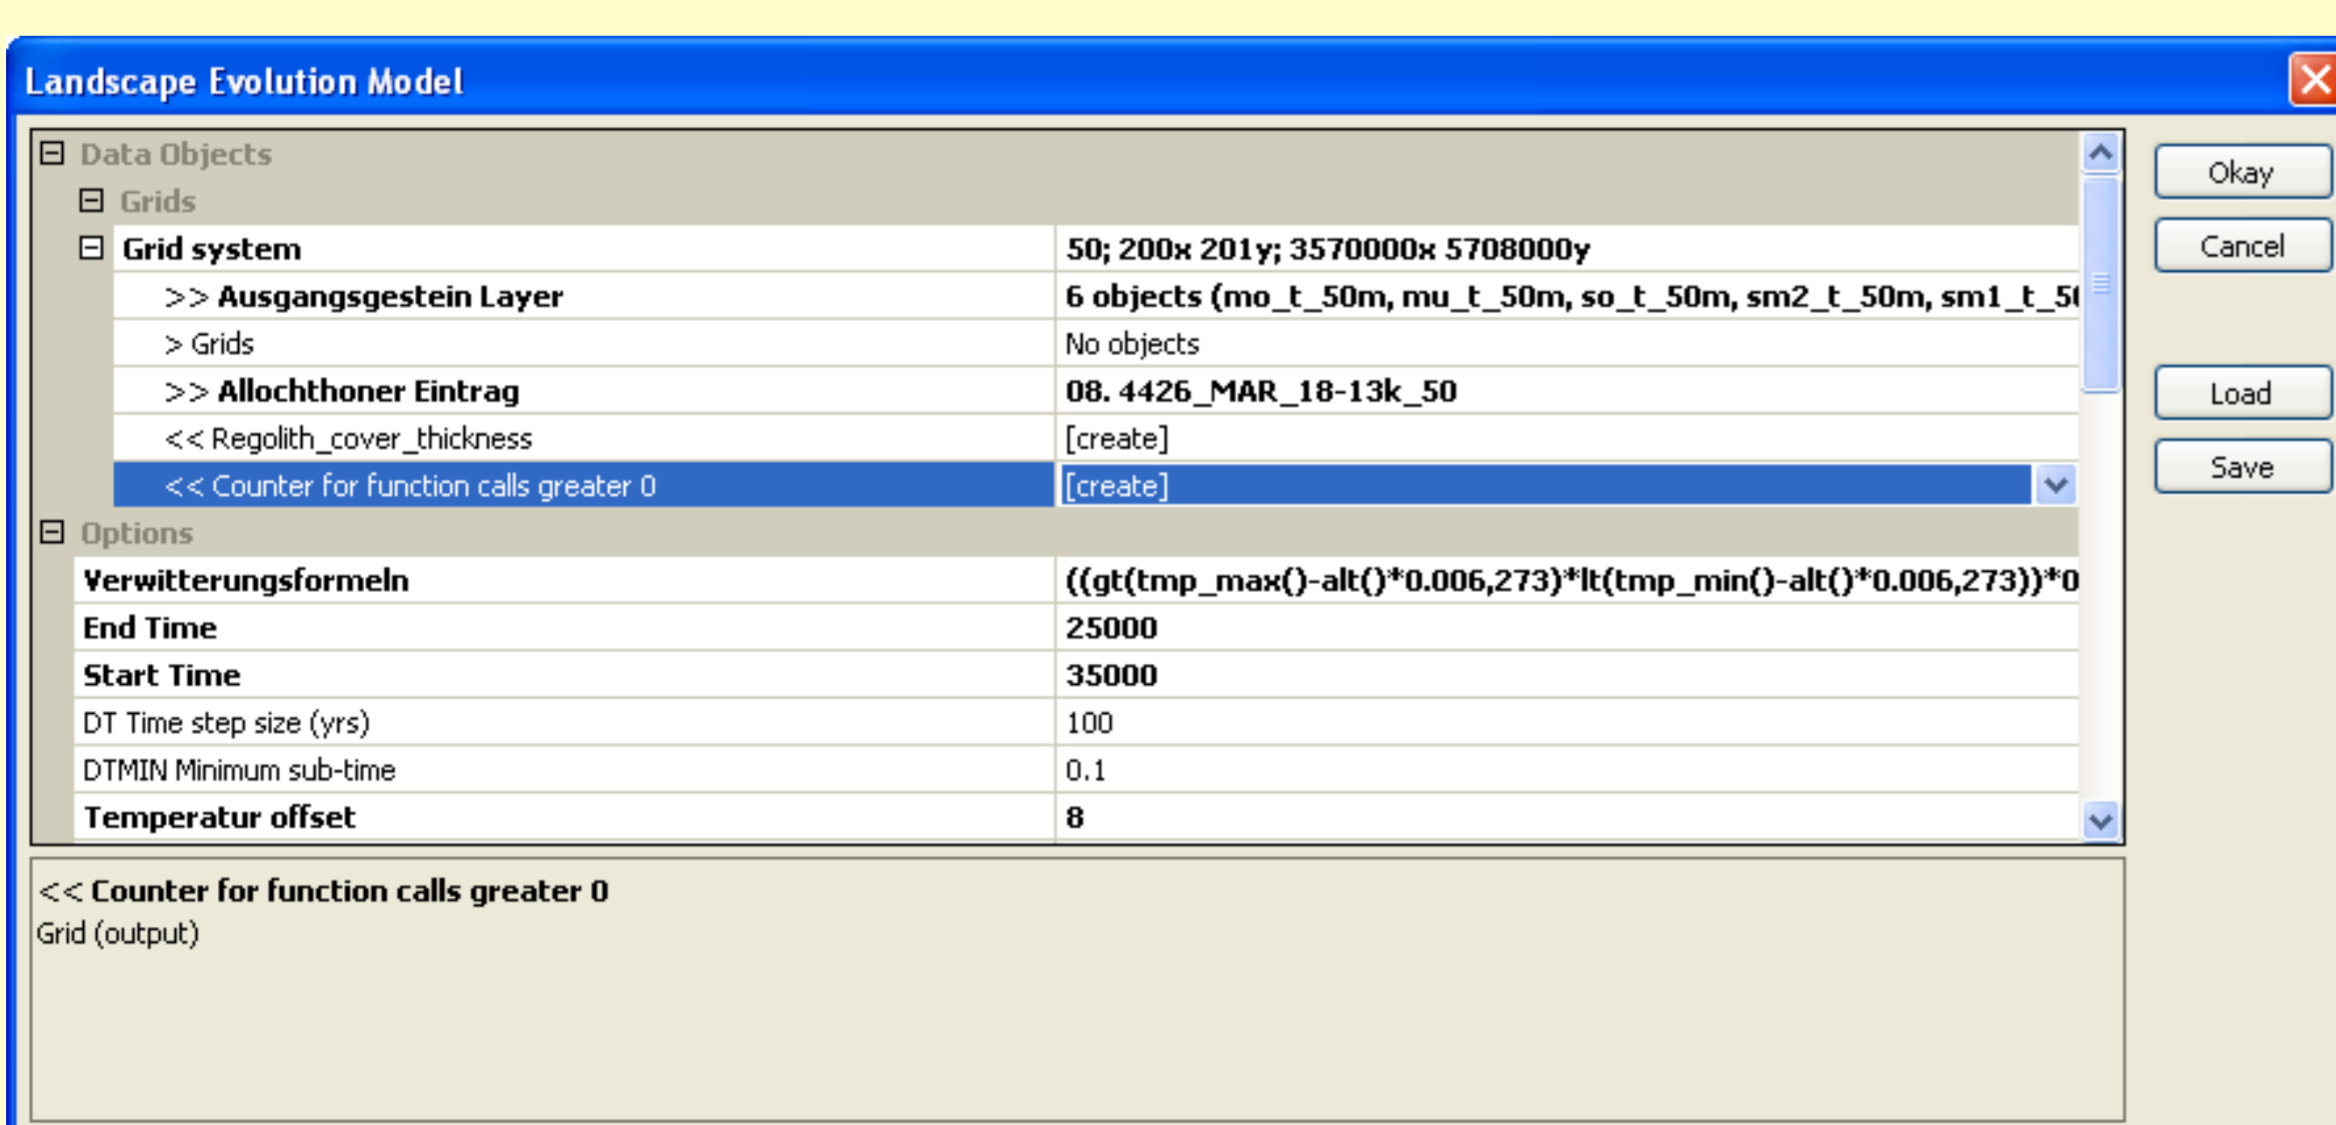 Landscape Evolution Model
Data Objects
Grids
Grid system 50; 200x 201y; 3570000x 5708000y
>> Ausgangsgestein Layer 6 objects (mo_t_50m, mu_t_50m, so_t_50m, sm2_t_50m, sm1_t_5
> Grids No objects
>> Allochthoner Eintrag 08. 4426_MAR_18-13k_50
<< Regolith_cover_thickness [create]
<< Counter for function calls greater 0 [create]
Options
Verwitterungsformeln ((gt(tmp_max()-alt()*0.006,273)*lt(tmp_min()-alt()*0.006,273))*0
End Time 25000
Start Time 35000
DT Time step size (yrs) 100
DTMIN Minimum sub-time 0.1
Temperatur offset 8
<< Counter for function calls greater 0
Grid (output)
Okay
Cancel
Load
Save